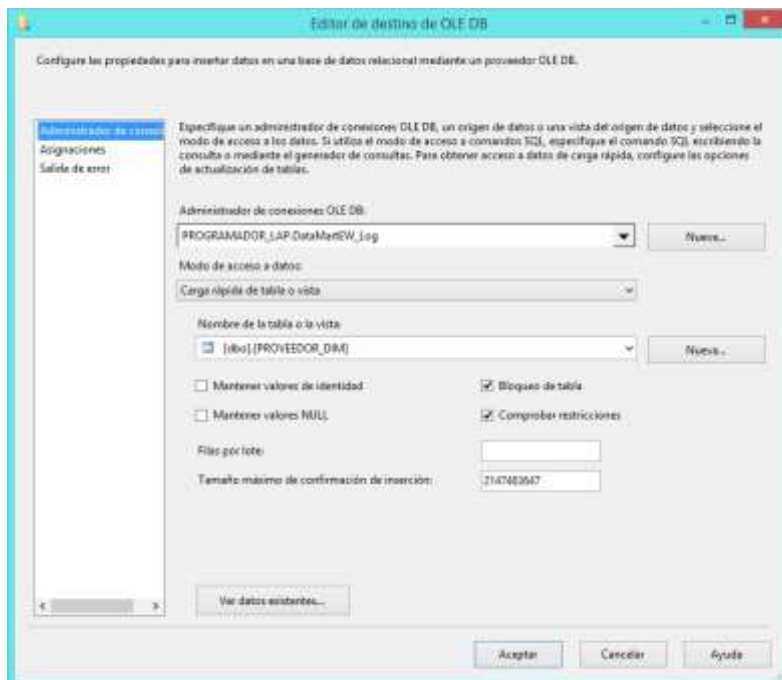 Editor de destino de OLE DB
Configure las propiedades para insertar datos en una base de datos relacional mediante un proveedor OLE DB.
Administrador de conexi
Asignaciones
Salida de error
Especifique un administrador de conexiones OLE DB, un origen de datos o una vista del origen de datos y seleccione el
modo de acceso a los datos. Si utiliza el modo de acceso a comandos SQL, especifique el comando SQL escribiendo la
consulta o mediante el generador de consultas. Para obtener acceso a datos de carga rápida, configure las opciones
de actualización de tablas.
Administrador de conexiones OLE DB:
PROGRAMADOR_LAP.DataMartEW_Log
Nueva...
Modo de acceso a datos:
Carga rápida de tabla o vista
Nombre de la tabla o la vista:
[dbo].[PROVEEDOR_DIM]
Nueva...
Mantener valores de identidad
Bloqueo de tabla
Mantener valores NULL
Comprobar restricciones
Filas por lote:
Tamaño máximo de confirmación de inserción:
2147483647
Ver datos existentes...
Aceptar
Cancelar
Ayuda